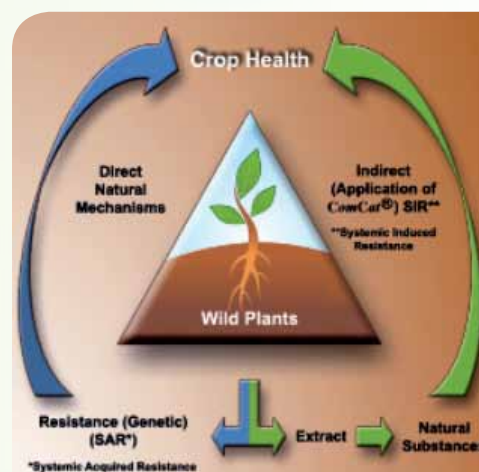 Crop Health
Direct
Natural
Mechanisms
Indirect
(Application of
ComCat®) SIR**
**Systemic Induced
Resistance
Wild Plants
Resistance (Genetic)
(SAR*)
*Systemic Acquired Resistance
Extract
Natural
Substance